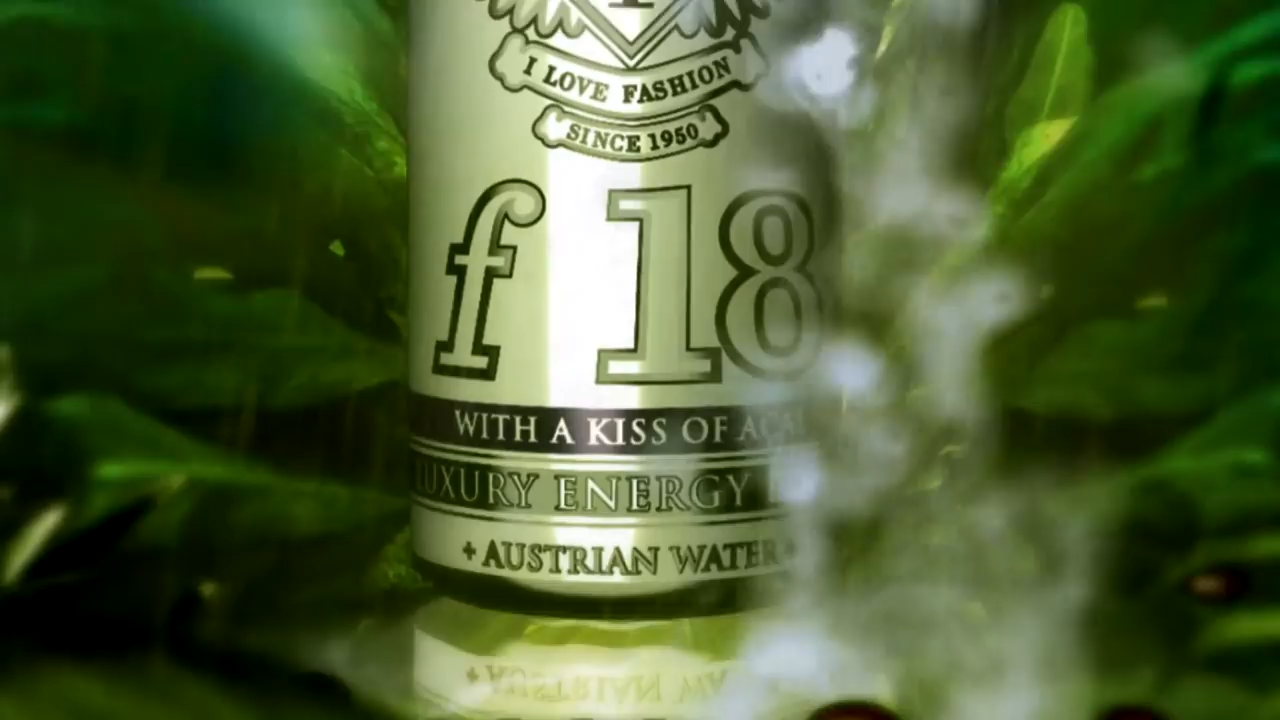 I LOVE FASHION
SINCE 1950
f 18
WITH A KISS OF
LUXURY ENERGY
+ AUSTRIAN WATER +